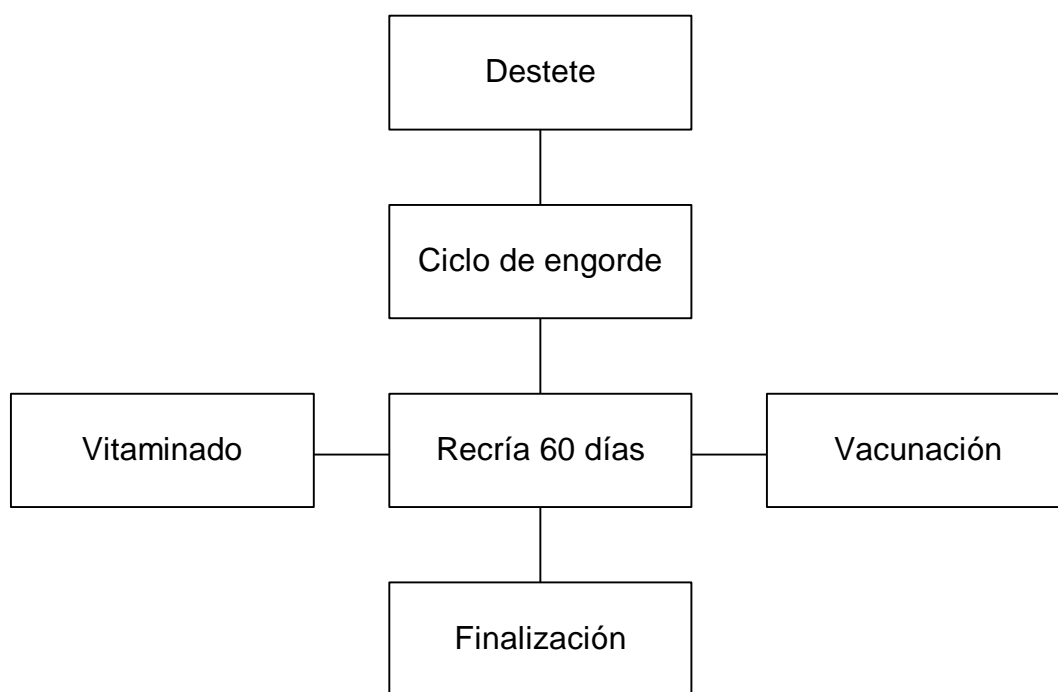 Destete
Ciclo de engorde
Vitaminado
Recría 60 días
Vacunación
Finalización